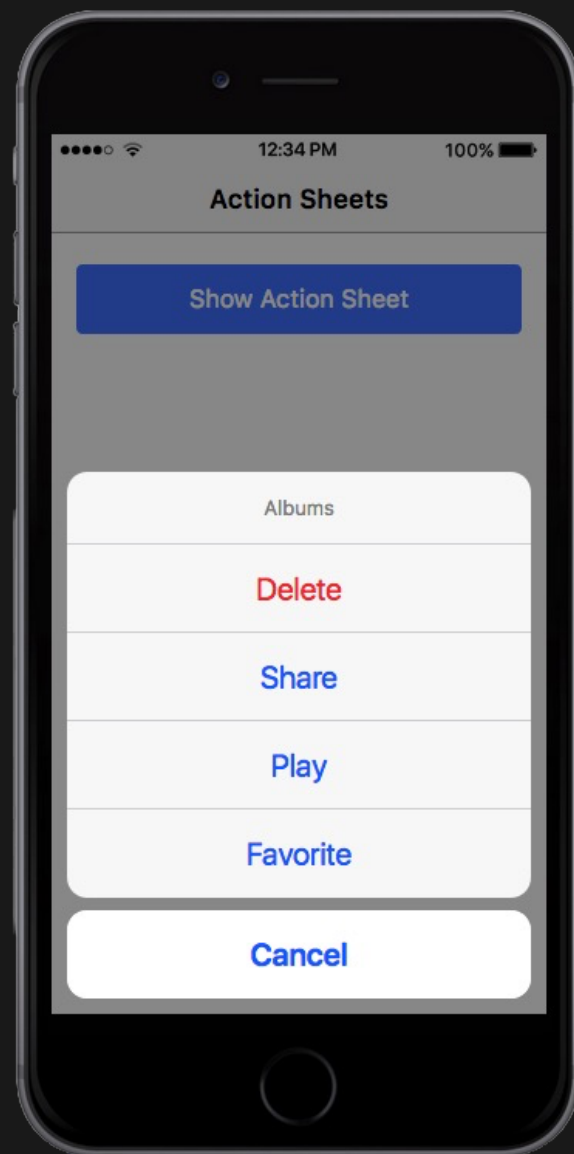 12:34 PM 100%
Action Sheets
Show Action Sheet
Albums
Delete
Share
Play
Favorite
Cancel